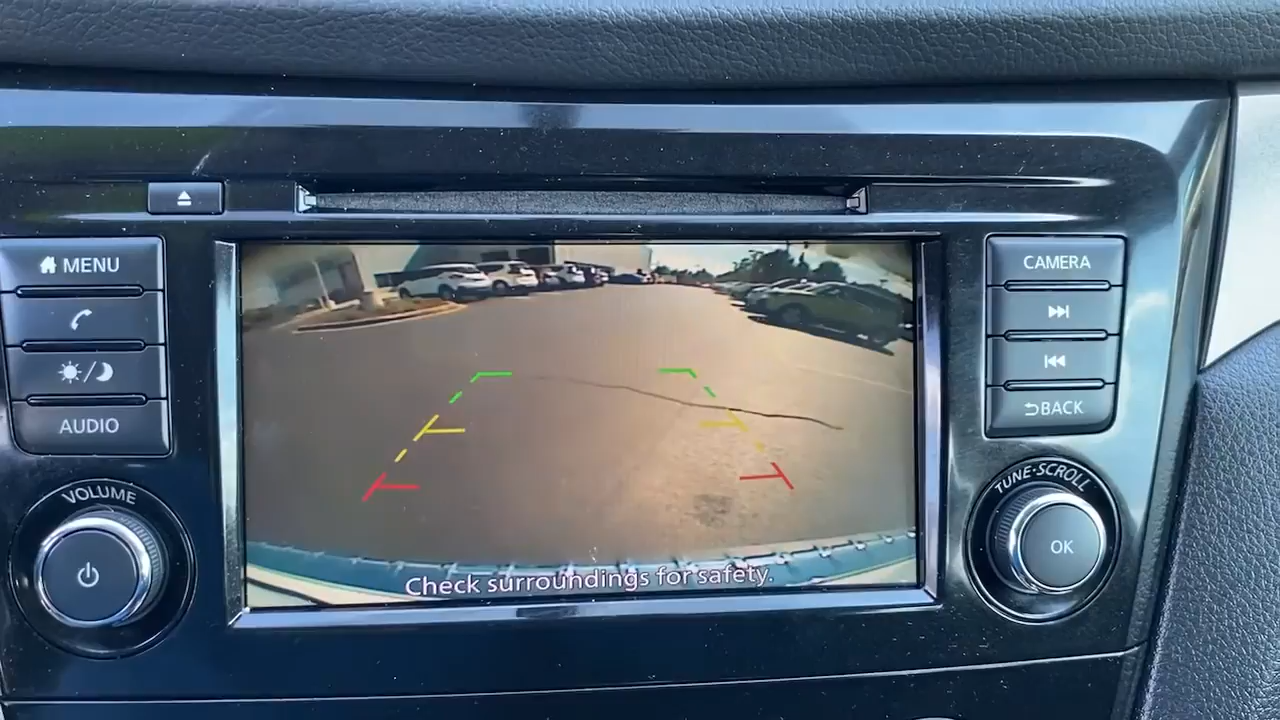 MENU
AUDIO
VOLUME
CAMERA
BACK
TUNE·SCROLL
OK
Check surroundings for safety.